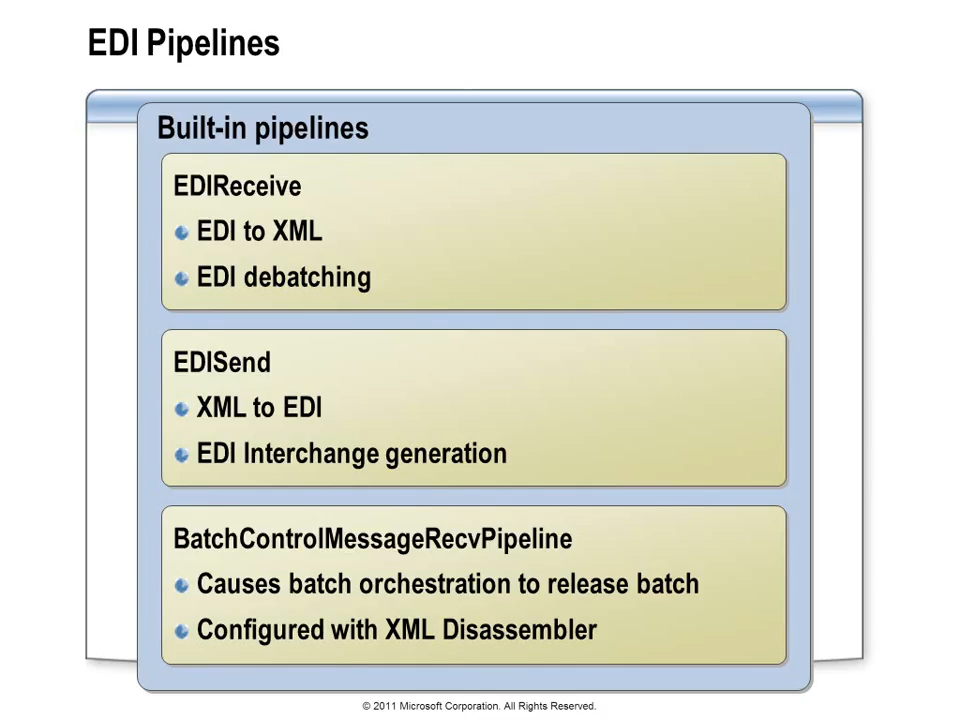 EDI Pipelines
Built-in pipelines
EDIReceive
EDI to XML
EDI debatching
EDISend
XML to EDI
EDI Interchange generation
BatchControlMessageRecvPipeline
Causes batch orchestration to release batch
Configured with XML Disassembler
© 2011 Microsoft Corporation. All Rights Reserved.